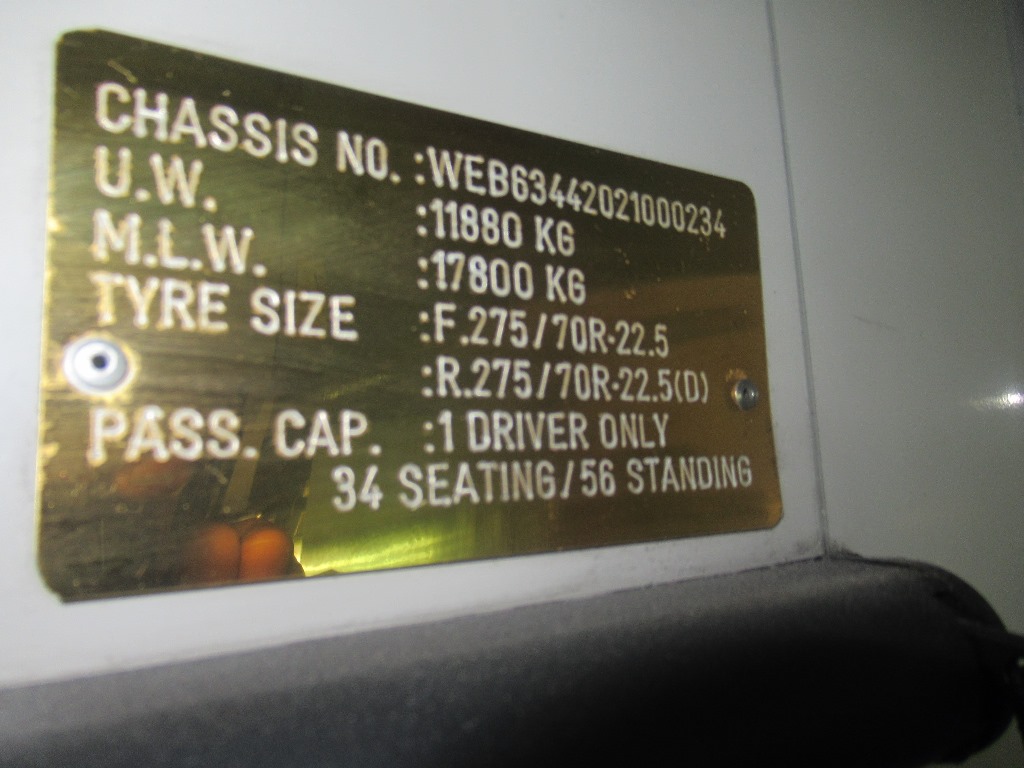 CHASSIS NO. :WEB63442021000234
U.W. :11880 KG
M.L.W. :17800 KG
TYRE SIZE :F.275/70R-22.5
:R.275/70R-22.5(D)
PASS. CAP. :1 DRIVER ONLY
34 SEATING/56 STANDING